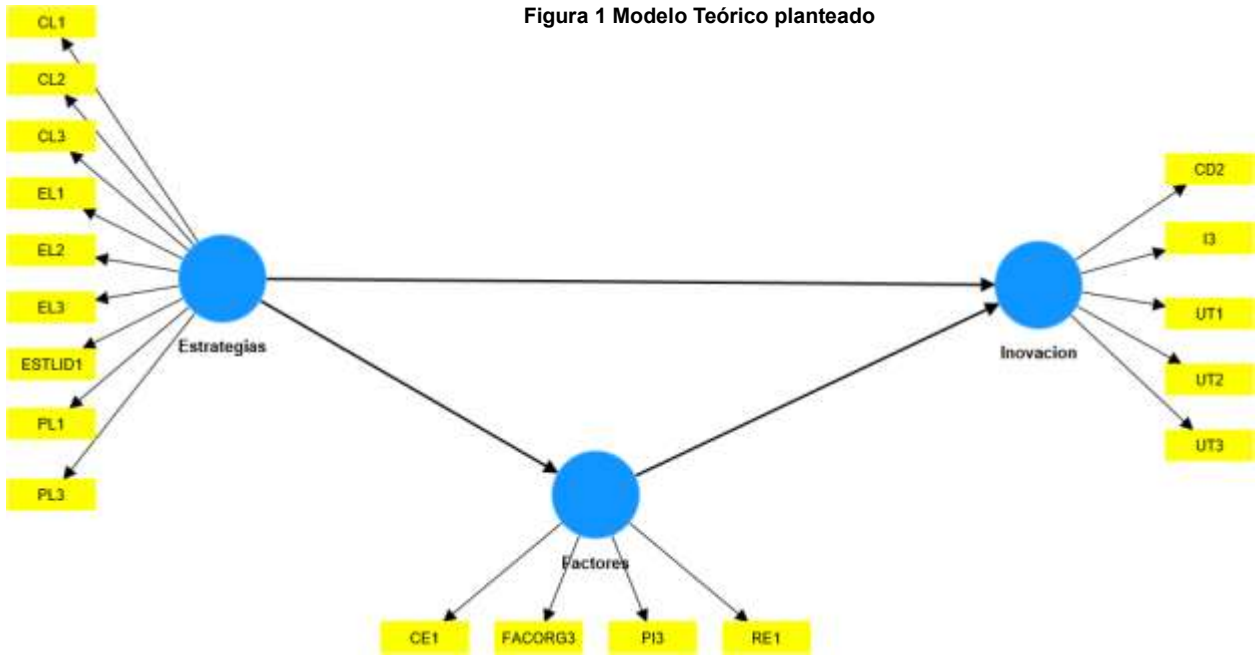 Figura 1 Modelo Teórico planteado
CL1
CL2
CL3
EL1
EL2
EL3
ESTLID1
PL1
PL3
Estrategias
Factores
CE1
FACORG3
PI3
RE1
Inovacion
CD2
I3
UT1
UT2
UT3